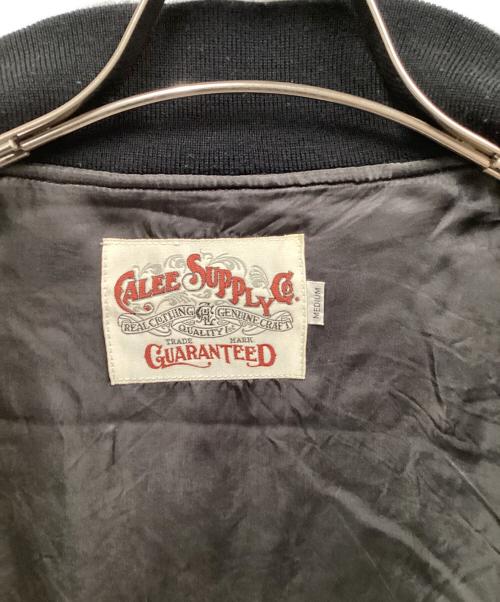 CALEE SUPPLY Co.
REAL CLOTHING GENUINE CRAFT
QUALITY
TRADE MARK
GUARANTEED
MEDIUM